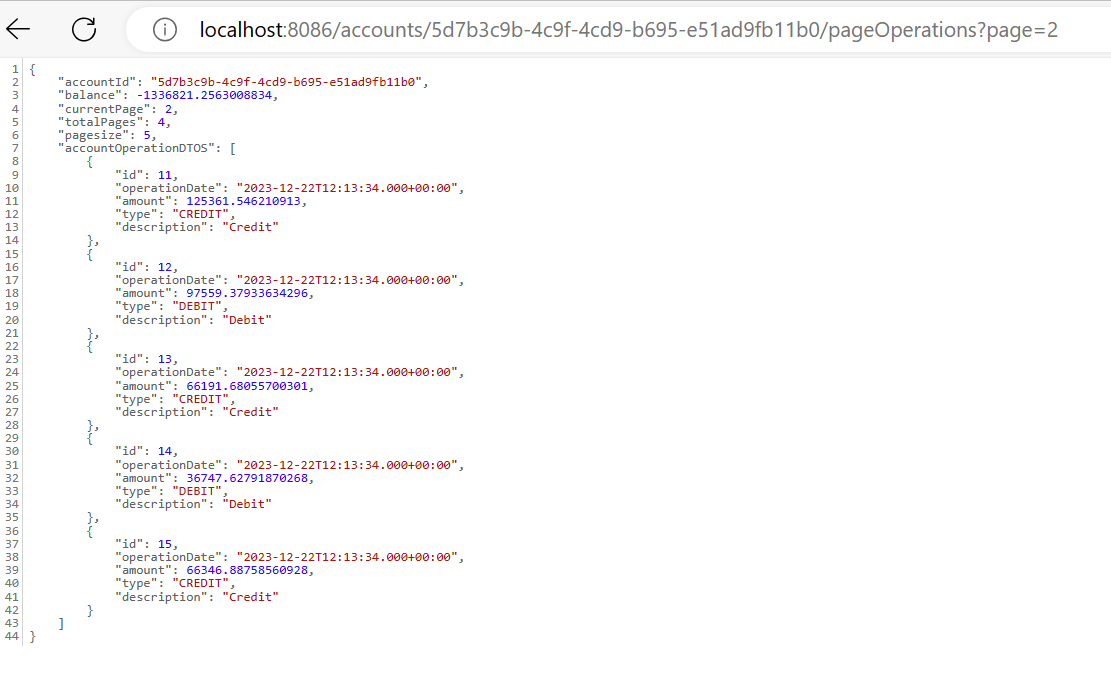 localhost:8086/accounts/5d7b3c9b-4c9f-4cd9-b695-e51ad9fb11b0/pageOperations?page=2
1 {
2     "accountId": "5d7b3c9b-4c9f-4cd9-b695-e51ad9fb11b0",
3     "balance": -1336821.2563008834,
4     "currentPage": 2,
5     "totalPages": 4,
6     "pagesize": 5,
7     "accountOperationDTOS": [
8         {
9             "id": 11,
10             "operationDate": "2023-12-22T12:13:34.000+00:00",
11             "amount": 125361.546210913,
12             "type": "CREDIT",
13             "description": "Credit"
14         },
15         {
16             "id": 12,
17             "operationDate": "2023-12-22T12:13:34.000+00:00",
18             "amount": 97559.37933634296,
19             "type": "DEBIT",
20             "description": "Debit"
21         },
22         {
23             "id": 13,
24             "operationDate": "2023-12-22T12:13:34.000+00:00",
25             "amount": 66191.68055700301,
26             "type": "CREDIT",
27             "description": "Credit"
28         },
29         {
30             "id": 14,
31             "operationDate": "2023-12-22T12:13:34.000+00:00",
32             "amount": 36747.62791870268,
33             "type": "DEBIT",
34             "description": "Debit"
35         },
36         {
37             "id": 15,
38             "operationDate": "2023-12-22T12:13:34.000+00:00",
39             "amount": 66346.88758560928,
40             "type": "CREDIT",
41             "description": "Credit"
42         }
43     ]
44 }